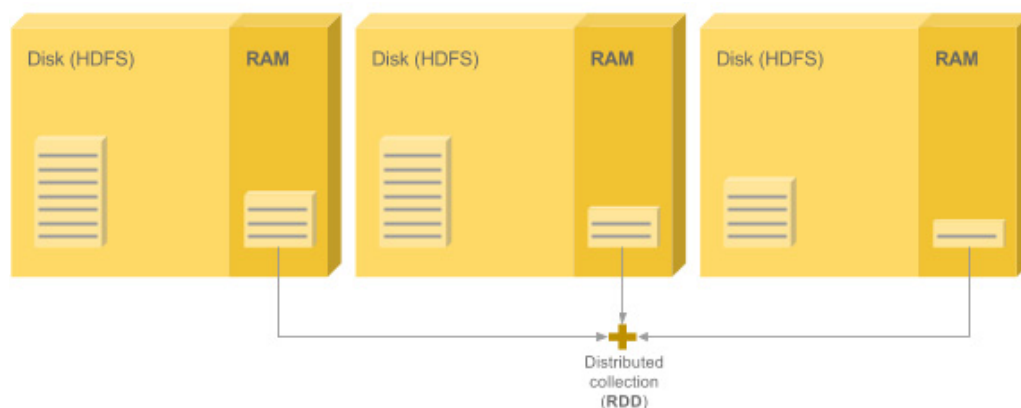 Disk (HDFS)
RAM
Disk (HDFS)
RAM
Disk (HDFS)
RAM
Distributed
collection
(RDD)